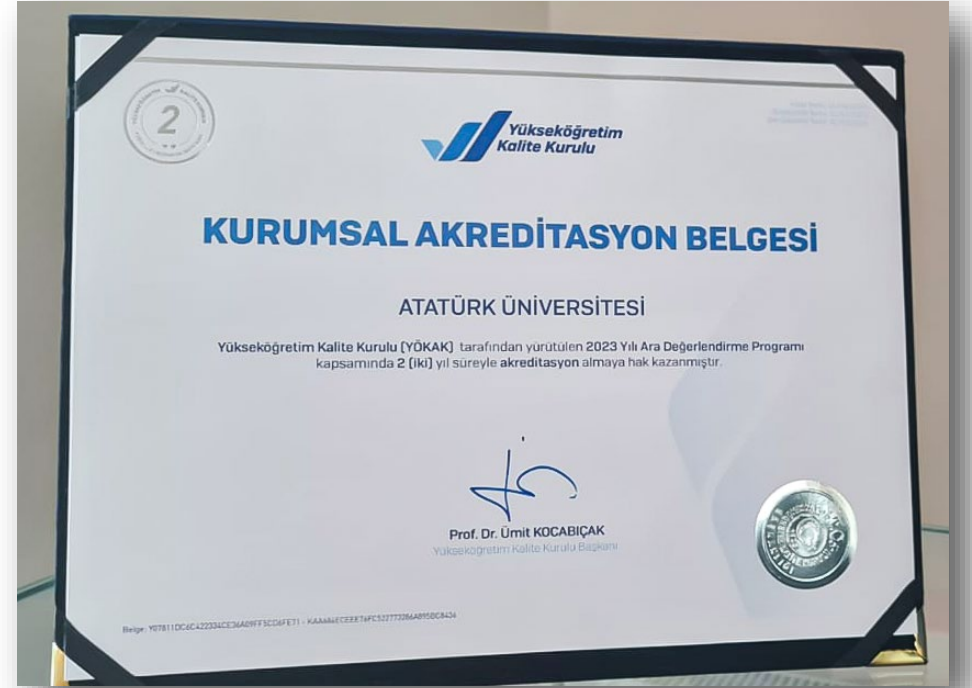 2
Yükseköğretim
Kalite Kurulu
KURUMSAL AKREDİTASYON BELGESİ
ATATÜRK ÜNİVERSİTESİ
Yükseköğretim Kalite Kurulu (YÖKAK) tarafından yürütülen 2023 Yılı Ara Değerlendirme Programı
kapsamında 2 (iki) yıl süreyle akreditasyon almaya hak kazanmıştır.
Prof. Dr. Ümit KOCABIÇAK
Yükseköğretim Kalite Kurulu Başkanı
Belge: